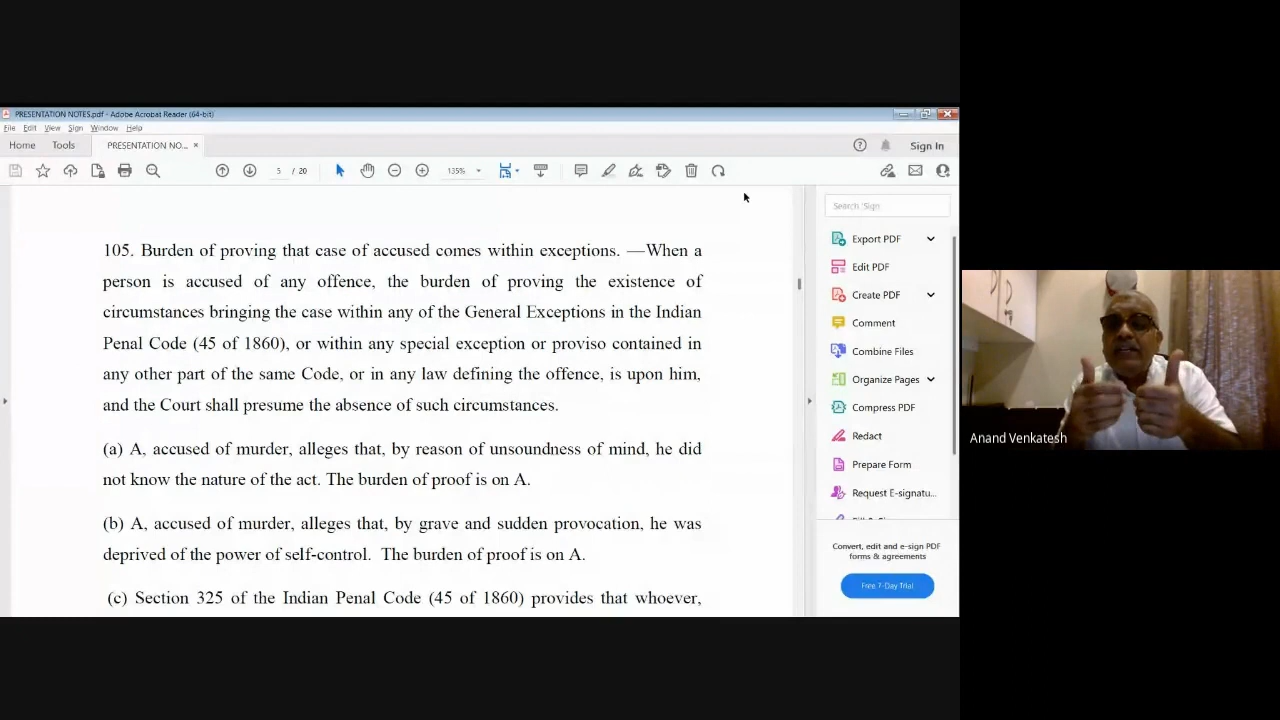 PRESENTATION NOTES.pdf - Adobe Acrobat Reader (64-bit)
File Edit View Sign Window Help
Home Tools PRESENTATION NO... × Sign In
5 / 20 135%
105. Burden of proving that case of accused comes within exceptions. —When a
person is accused of any offence, the burden of proving the existence of
circumstances bringing the case within any of the General Exceptions in the Indian
Penal Code (45 of 1860), or within any special exception or proviso contained in
any other part of the same Code, or in any law defining the offence, is upon him,
and the Court shall presume the absence of such circumstances.
(a) A, accused of murder, alleges that, by reason of unsoundness of mind, he did
not know the nature of the act. The burden of proof is on A.
(b) A, accused of murder, alleges that, by grave and sudden provocation, he was
deprived of the power of self-control. The burden of proof is on A.
(c) Section 325 of the Indian Penal Code (45 of 1860) provides that whoever,
Search 'Sign
Export PDF
Edit PDF
Create PDF
Comment
Combine Files
Organize Pages
Compress PDF
Redact
Prepare Form
Request E-signatu...
Convert, edit and e-sign PDF
forms & agreements
Free 7-Day Trial
Anand Venkatesh